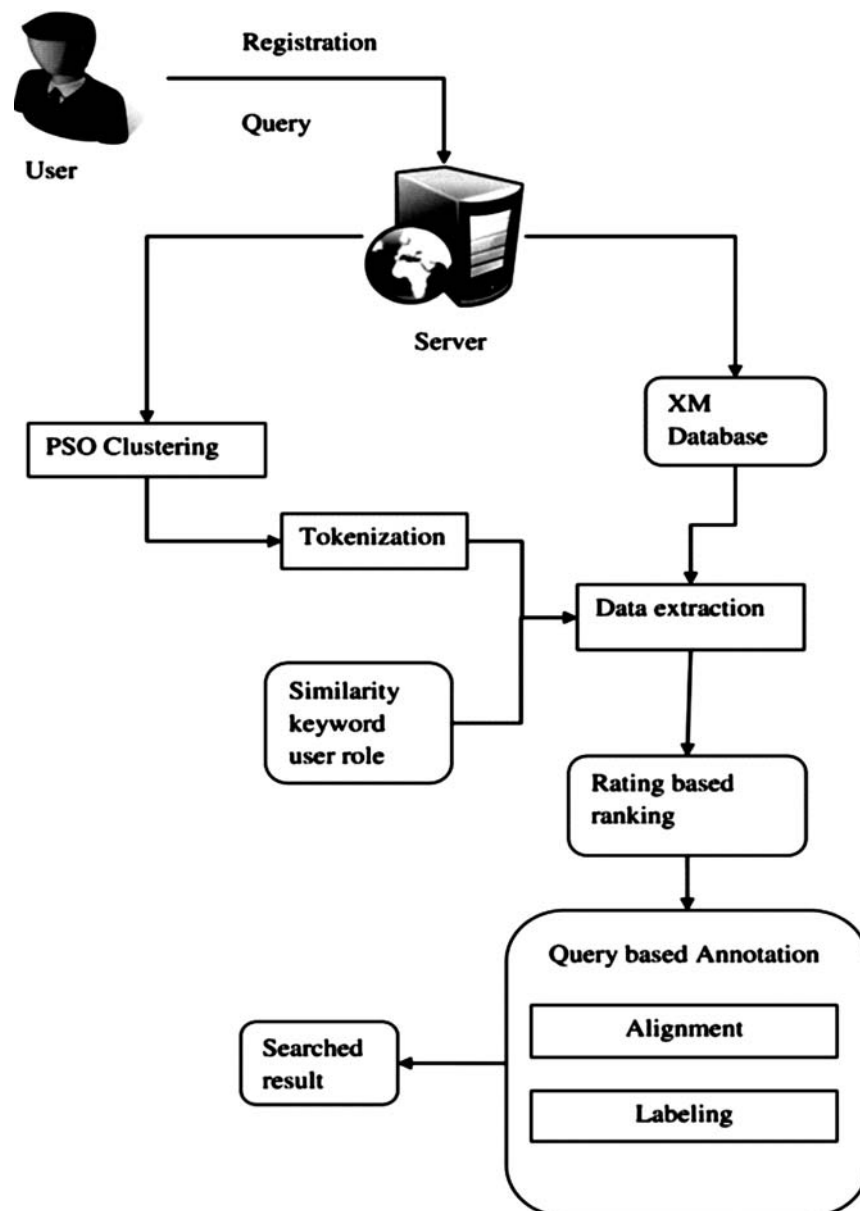 Registration
Query
User
Server
XM
Database
PSO Clustering
Tokenization
Data extraction
Similarity
keyword
user role
Rating based
ranking
Query based Annotation
Alignment
Searched
result
Labeling